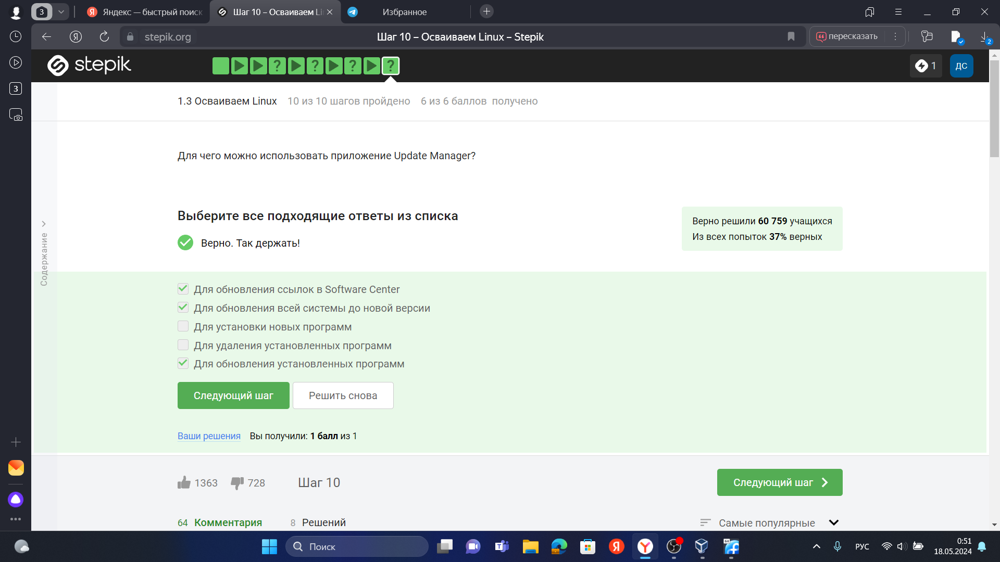 3
Яндекс — быстрый поиск
Шаг 10 – Осваиваем Li
Избранное
stepik.org
Шаг 10 – Осваиваем Linux – Stepik
пересказать
2
3
stepik
? ? ? ?
1
ДС
1.3 Осваиваем Linux 10 из 10 шагов пройдено 6 из 6 баллов получено
Для чего можно использовать приложение Update Manager?
Содержание
Выберите все подходящие ответы из списка
Верно. Так держать!
Верно решили 60 759 учащихся
Из всех попыток 37% верных
Для обновления ссылок в Software Center
Для обновления всей системы до новой версии
Для установки новых программ
Для удаления установленных программ
Для обновления установленных программ
Следующий шаг
Решить снова
Ваши решения Вы получили: 1 балл из 1
1363 728 Шаг 10
Следующий шаг
64 Комментария 8 Решений
Самые популярные
Поиск
64
РУС
0:51
18.05.2024